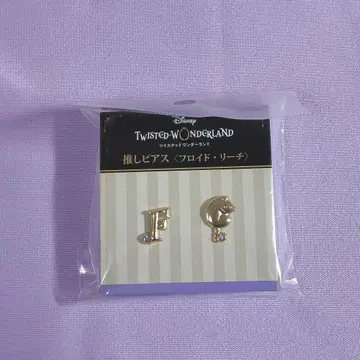 Disney
TWISTED-WONDERLAND
ツイステッドワンダーランド
推しピアス〈フロイド・リーチ〉
F